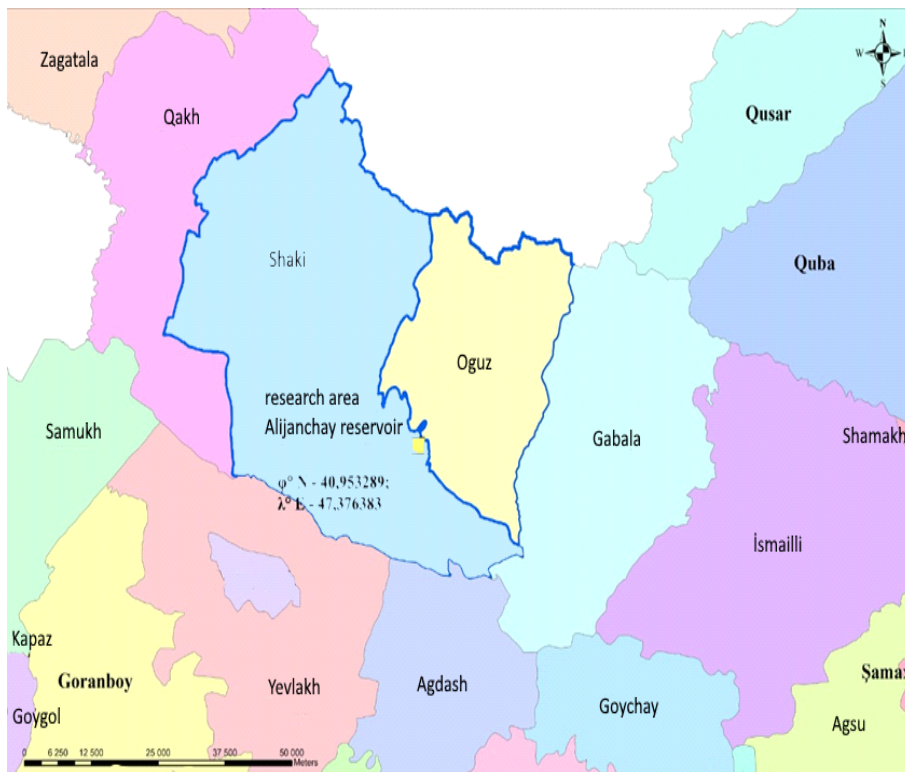 Zagatala
N
W
S
Qakh
Qusar
Shaki
Quba
Oguz
research area
Alijanchay reservoir
Samukh
Gabala
Shamakh
φ° N - 40,953289;
λ° E - 47,376383
İsmailli
Kapaz
Goranboy
Yevlakh
Agdash
Goychay
Şamax
Goygol
Agsu
0 6 250 12 500 25 000 37 500 50 000
Meters